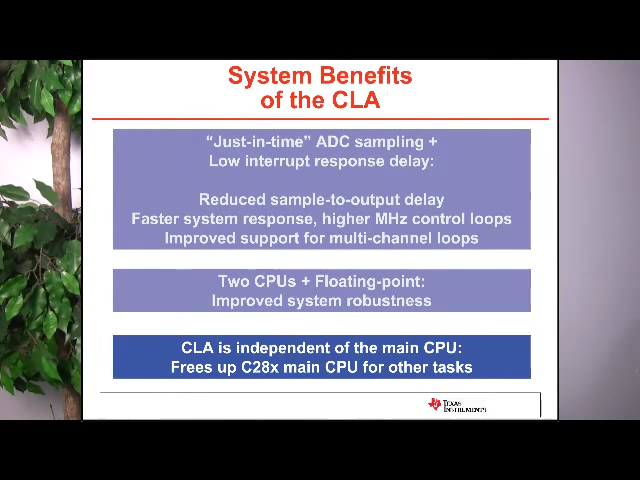 System Benefits
of the CLA
“Just-in-time” ADC sampling +
Low interrupt response delay:
Reduced sample-to-output delay
Faster system response, higher MHz control loops
Improved support for multi-channel loops
Two CPUs + Floating-point:
Improved system robustness
CLA is independent of the main CPU:
Frees up C28x main CPU for other tasks
Texas
Instruments